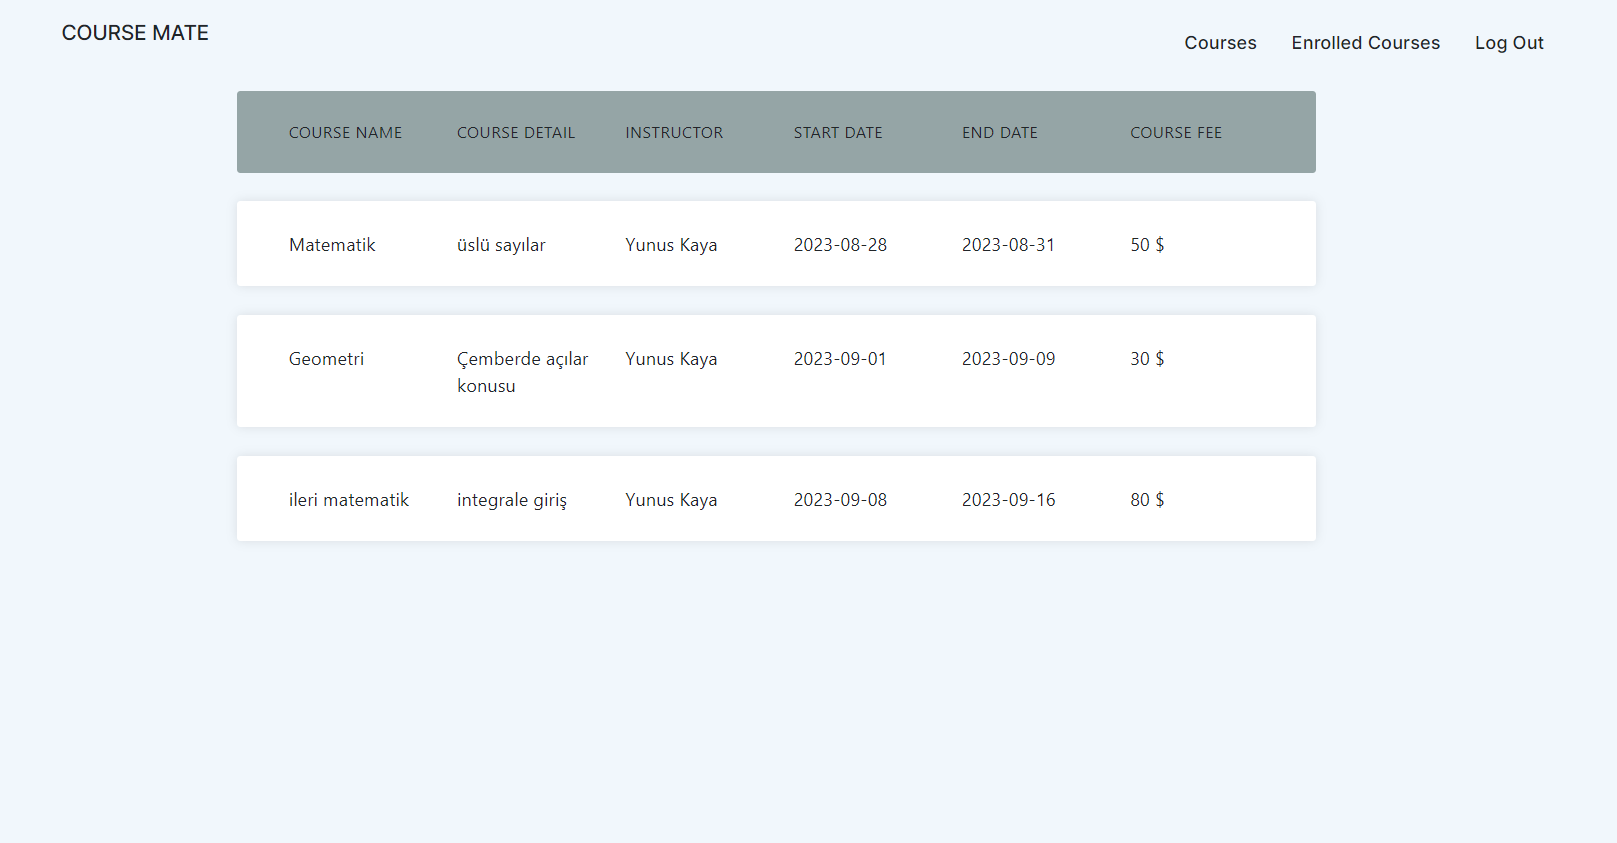 COURSE MATE
Courses Enrolled Courses Log Out
COURSE NAME COURSE DETAIL INSTRUCTOR START DATE END DATE COURSE FEE
Matematik üslü sayılar Yunus Kaya 2023-08-28 2023-08-31 50 $
Geometri Çemberde açılar Yunus Kaya 2023-09-01 2023-09-09 30 $
konusu
ileri matematik integrale giriş Yunus Kaya 2023-09-08 2023-09-16 80 $